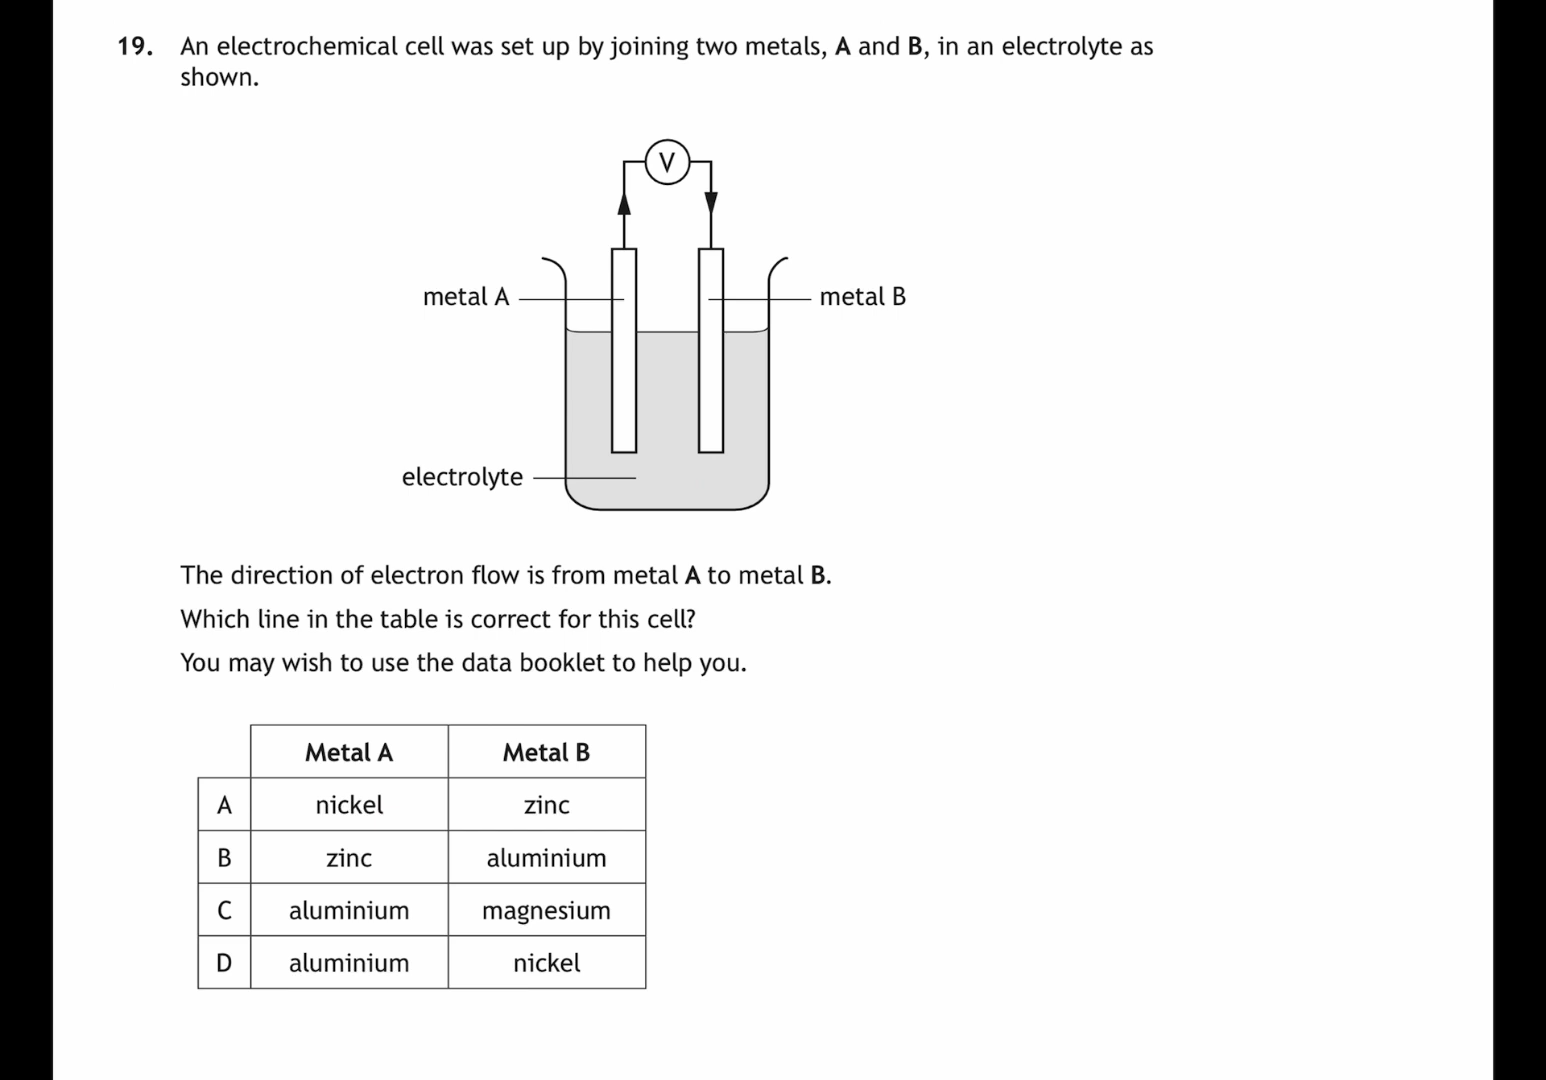 19. An electrochemical cell was set up by joining two metals, A and B, in an electrolyte as
shown.
V
metal A
metal B
electrolyte
The direction of electron flow is from metal A to metal B.
Which line in the table is correct for this cell?
You may wish to use the data booklet to help you.
Metal A Metal B
A nickel zinc
B zinc aluminium
C aluminium magnesium
D aluminium nickel